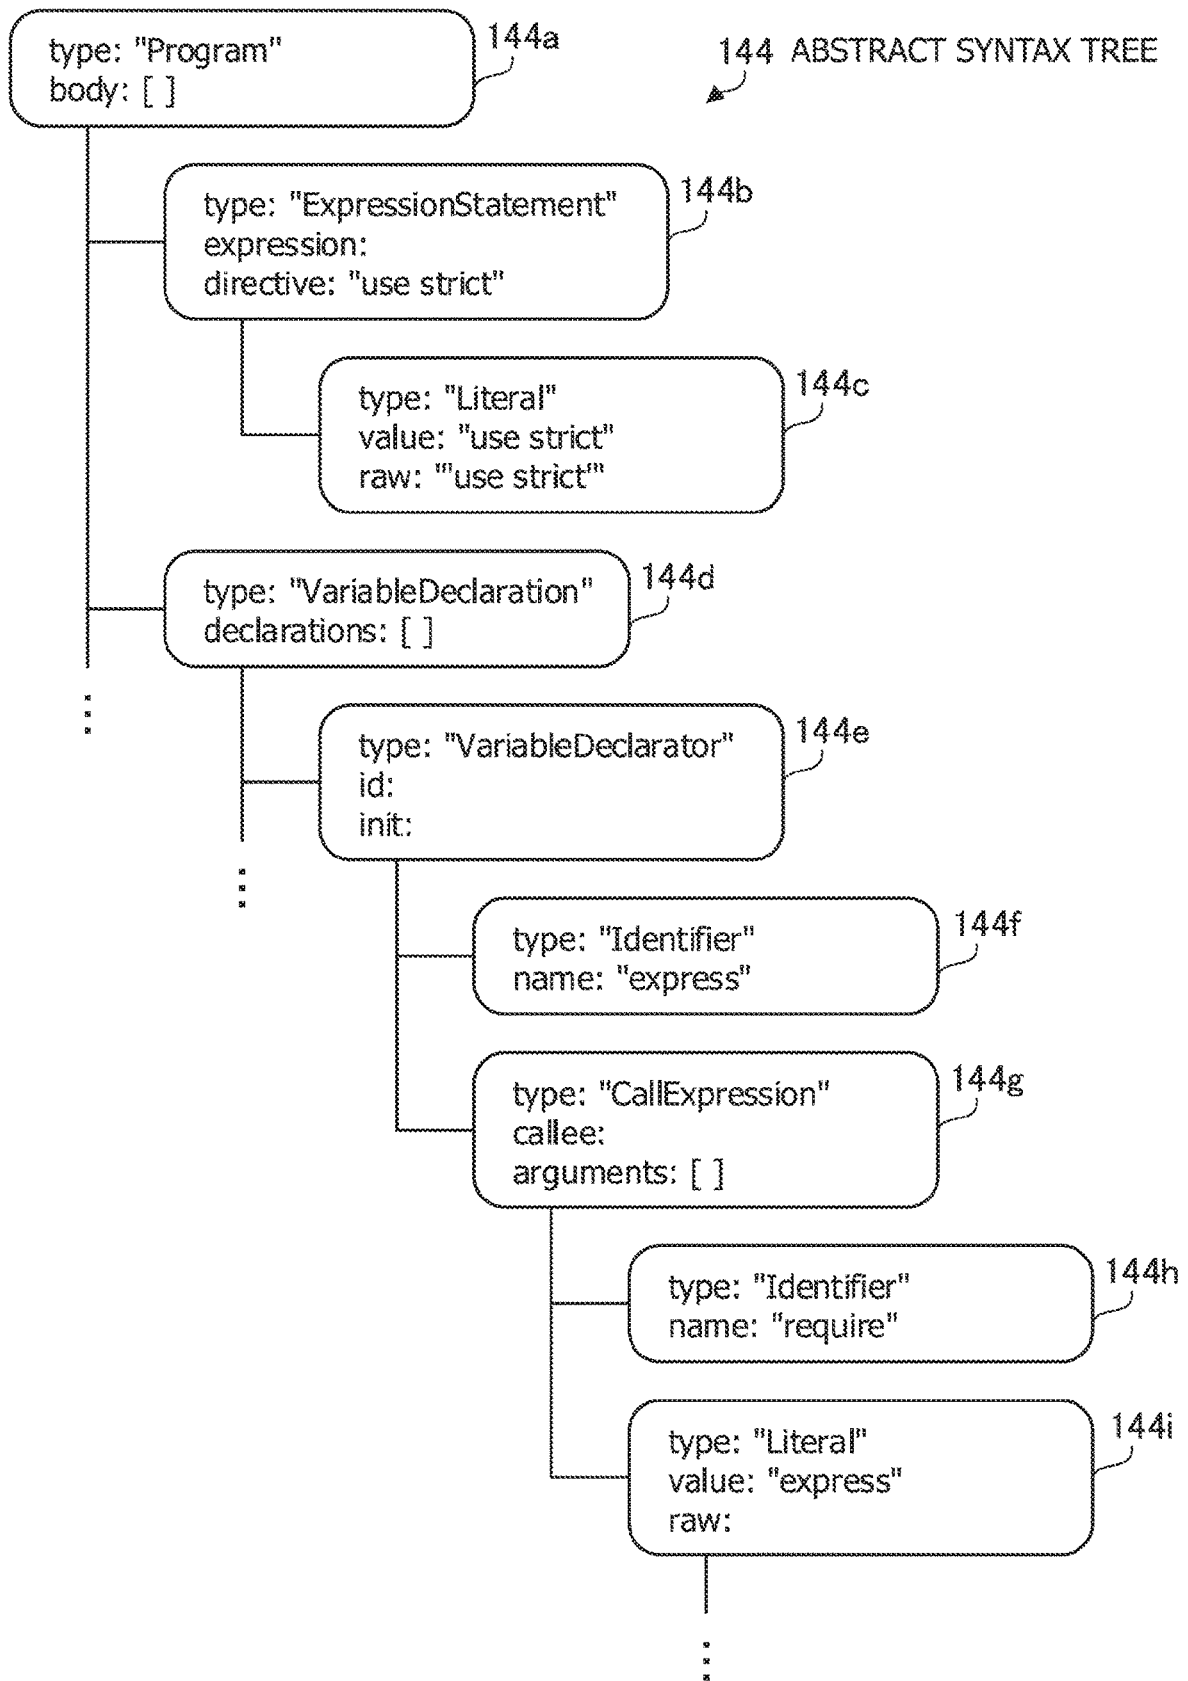 type: "Program"
body: [ ]
144a
144 ABSTRACT SYNTAX TREE
type: "ExpressionStatement"
expression:
directive: "use strict"
144b
type: "Literal"
value: "use strict"
raw: "'use strict'"
144c
type: "VariableDeclaration"
declarations: [ ]
144d
type: "VariableDeclarator"
id:
init:
144e
type: "Identifier"
name: "express"
144f
type: "CallExpression"
callee:
arguments: [ ]
144g
type: "Identifier"
name: "require"
144h
type: "Literal"
value: "express"
raw:
144i